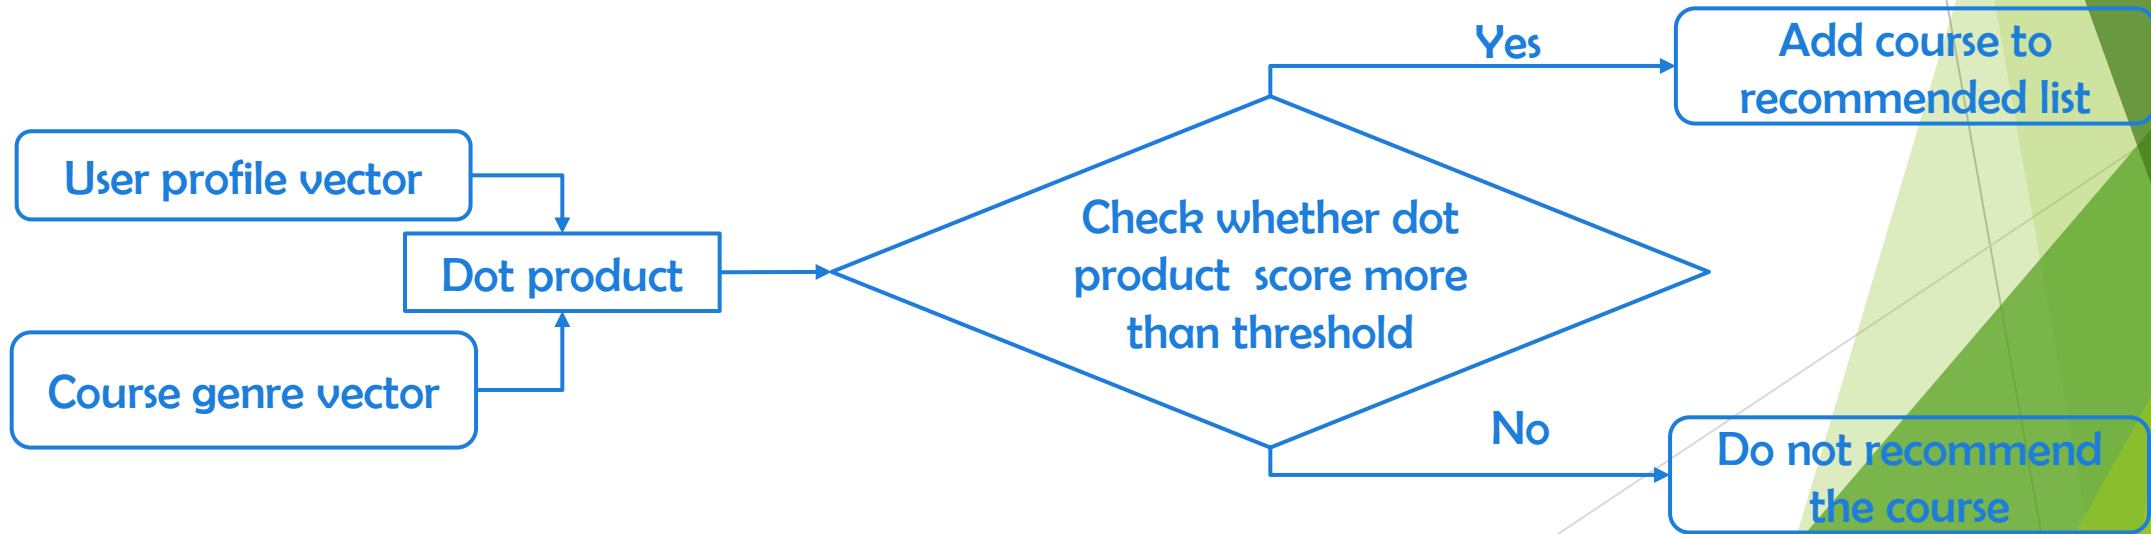 User profile vector
Course genre vector
Dot product
Check whether dot
product score more
than threshold
Yes
Add course to
recommended list
No
Do not recommend
the course